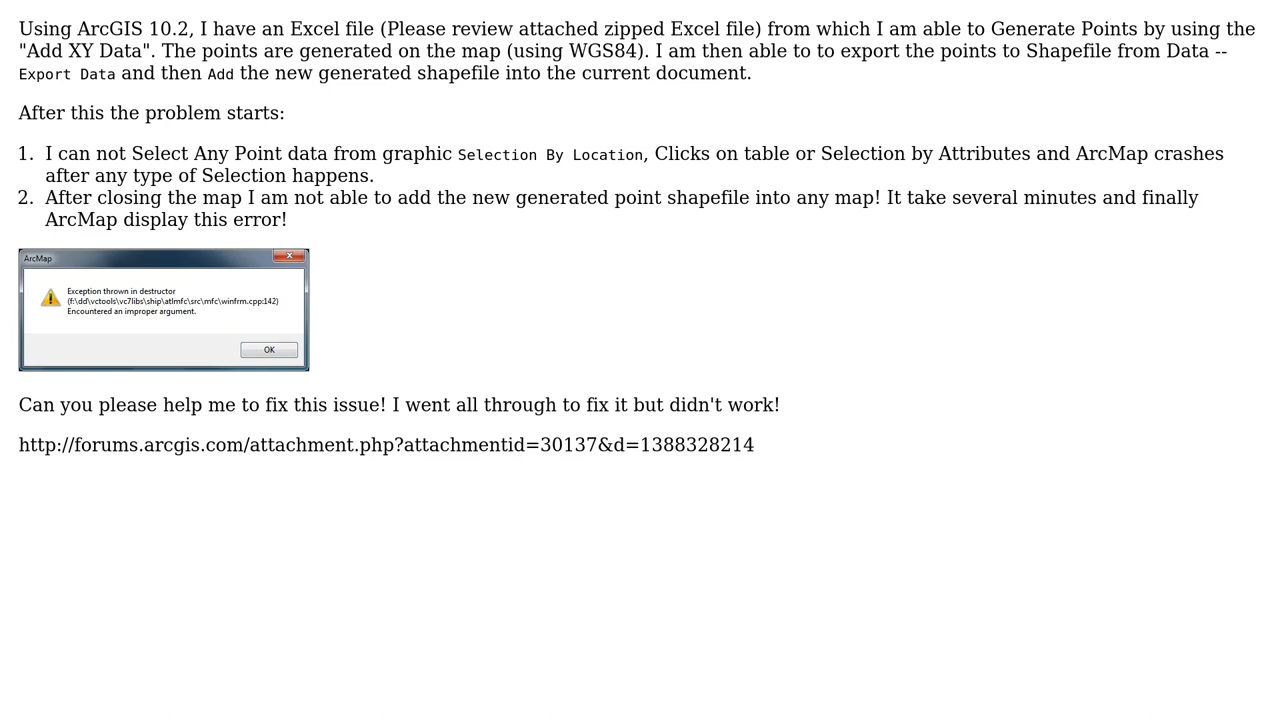 Using ArcGIS 10.2, I have an Excel file (Please review attached zipped Excel file) from which I am able to Generate Points by using the
"Add XY Data". The points are generated on the map (using WGS84). I am then able to to export the points to Shapefile from Data --
Export Data and then Add the new generated shapefile into the current document.
After this the problem starts:
1. I can not Select Any Point data from graphic Selection By Location, Clicks on table or Selection by Attributes and ArcMap crashes
after any type of Selection happens.
2. After closing the map I am not able to add the new generated point shapefile into any map! It take several minutes and finally
ArcMap display this error!
ArcMap
Exception thrown in destructor
(f:\dd\vctools\vc7libs\ship\atlmfc\src\mfc\winfrm.cpp:142)
Encountered an improper argument.
OK
Can you please help me to fix this issue! I went all through to fix it but didn't work!
http://forums.arcgis.com/attachment.php?attachmentid=30137&d=1388328214